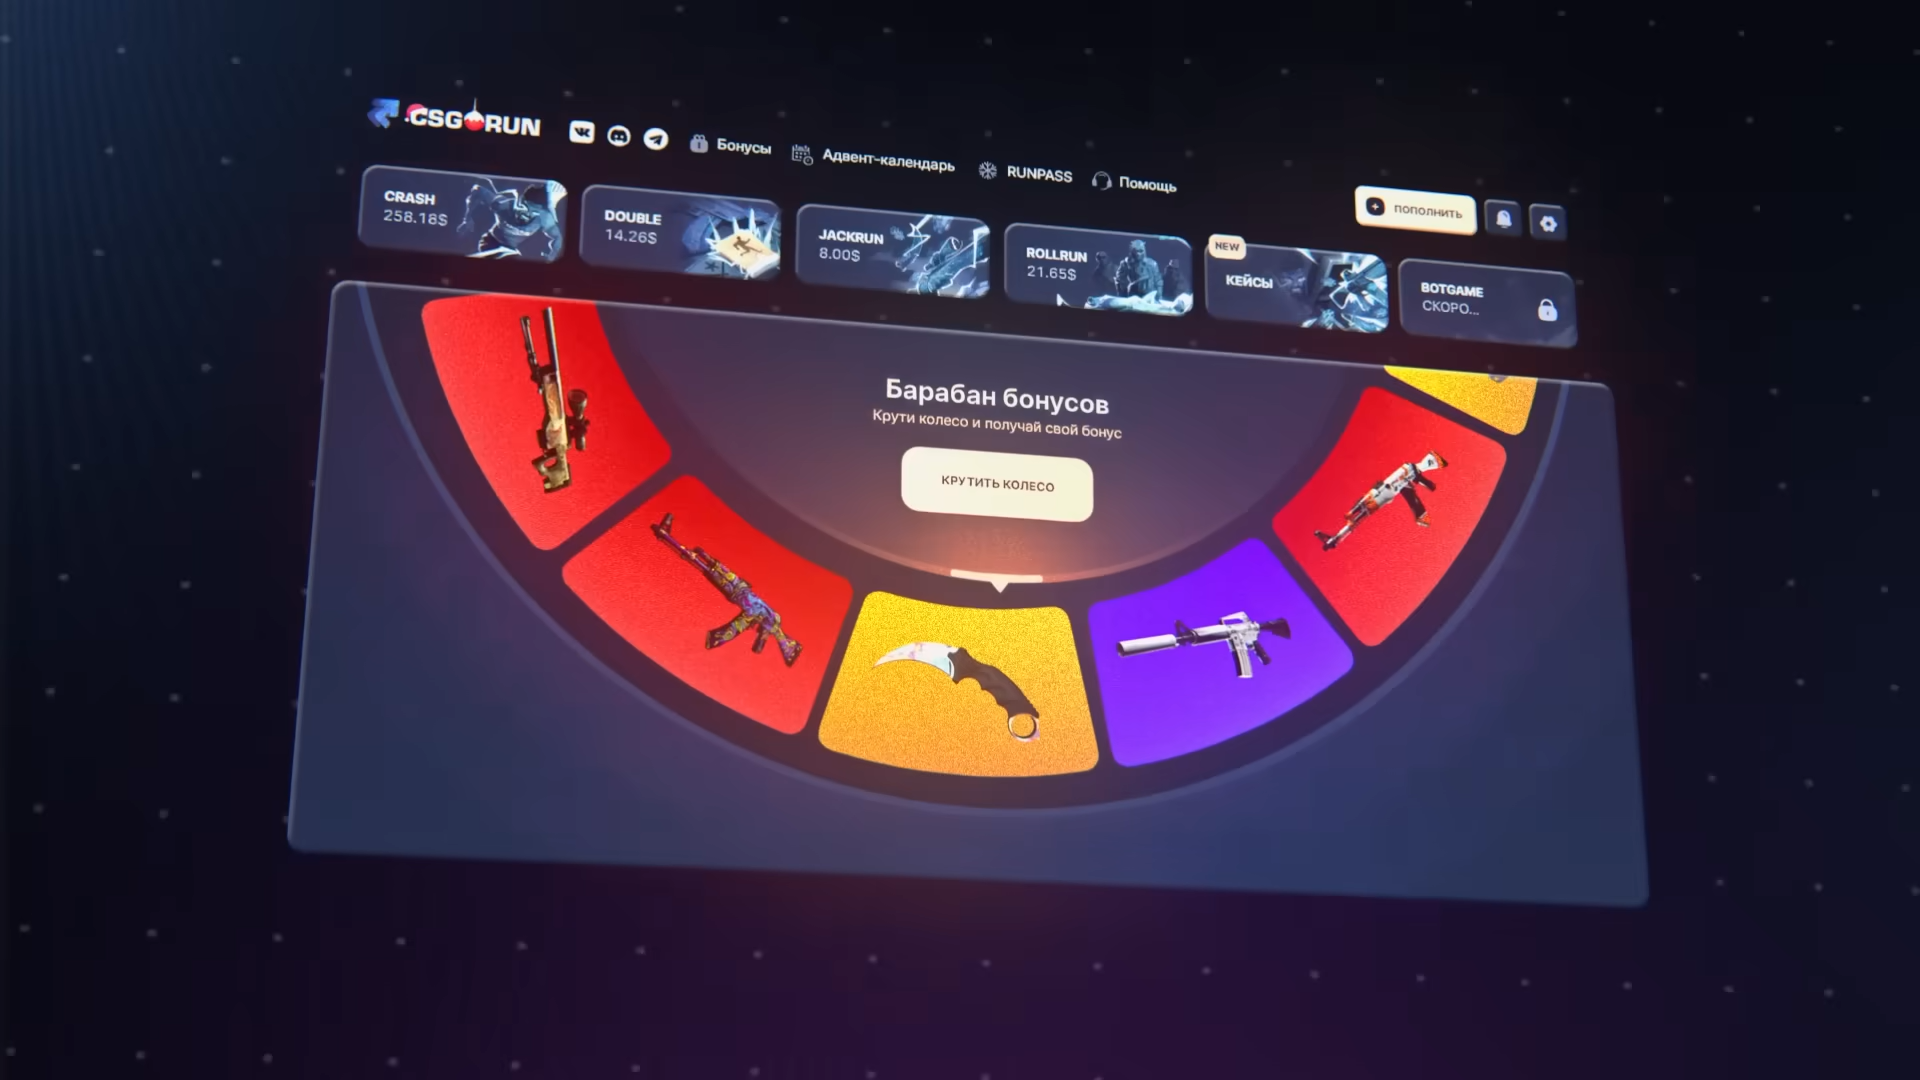 CSGORUN
Бонусы
Адвент-календарь
RUNPASS
Помощь
ПОПОЛНИТЬ
CRASH
258.18$
DOUBLE
14.26$
JACKRUN
8.00$
ROLLRUN
21.65$
NEW
КЕЙСЫ
BOTGAME
СКОРО...
Барабан бонусов
Крути колесо и получай свой бонус
КРУТИТЬ КОЛЕСО